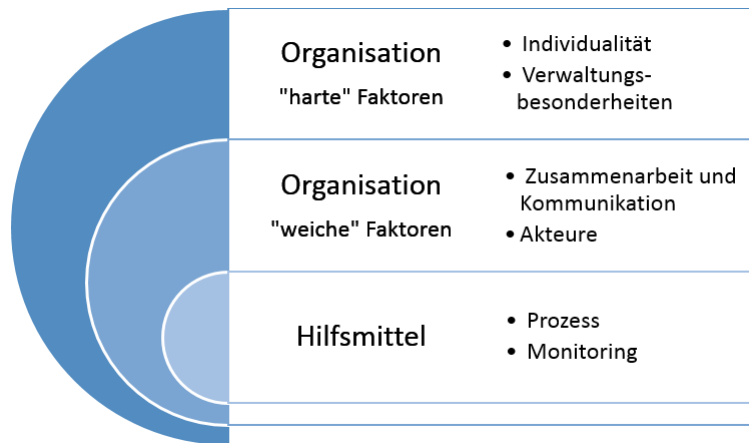 Organisation
"harte" Faktoren
• Individualität
• Verwaltungs-
besonderheiten
Organisation
"weiche" Faktoren
• Zusammenarbeit und
Kommunikation
• Akteure
Hilfsmittel
• Prozess
• Monitoring